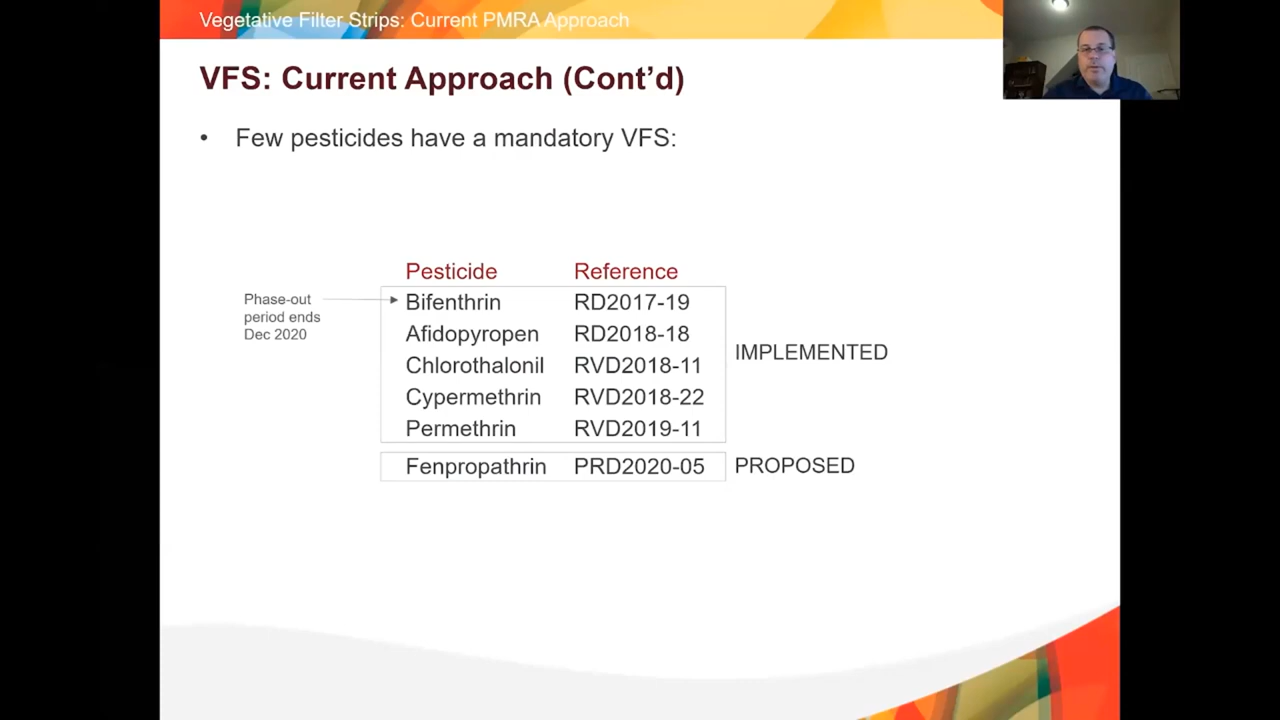 Vegetative Filter Strips: Current PMRA Approach
VFS: Current Approach (Cont’d)
• Few pesticides have a mandatory VFS:
Pesticide Reference
Phase-out
period ends
Dec 2020
Bifenthrin RD2017-19
Afidopyropen RD2018-18
Chlorothalonil RVD2018-11
Cypermethrin RVD2018-22
Permethrin RVD2019-11
IMPLEMENTED
Fenpropathrin PRD2020-05 PROPOSED